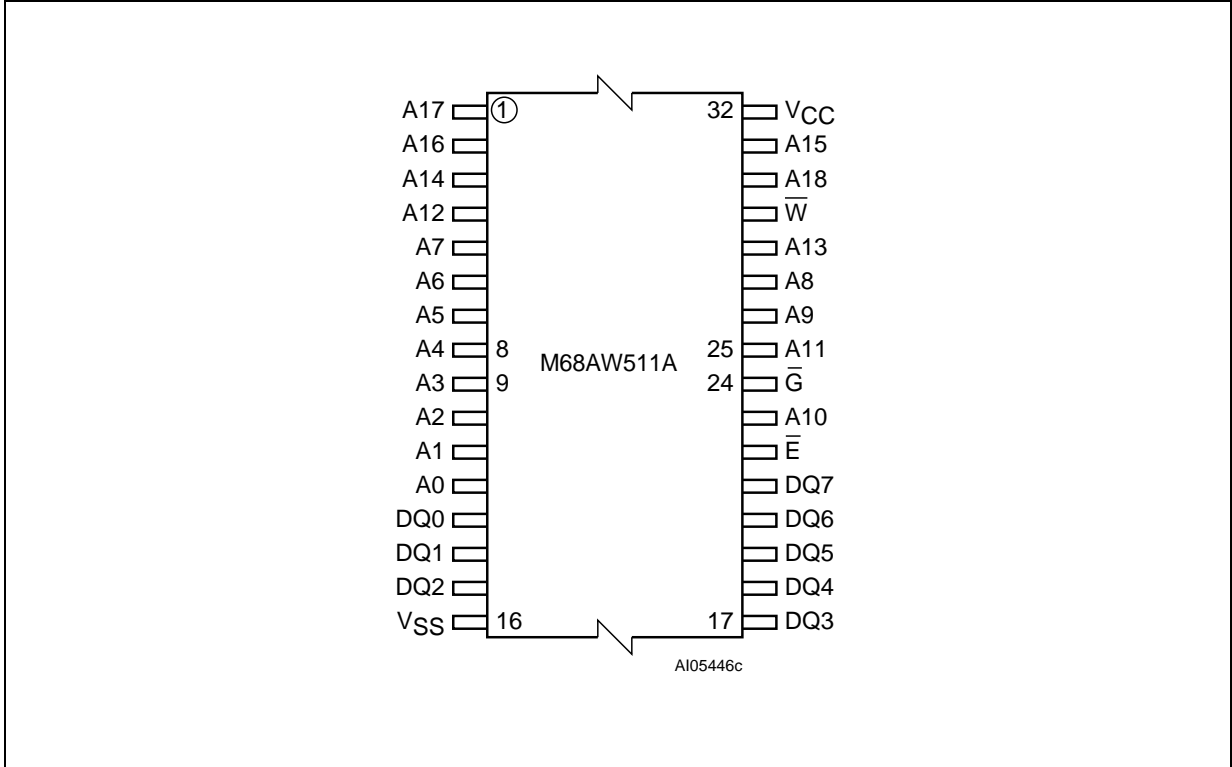 A17 1 32 VCC
A16 A15
A14 A18
A12 W̅
A7 A13
A6 A8
A5 A9
A4 8 25 A11
M68AW511A
A3 9 24 G̅
A2 A10
A1 E̅
A0 DQ7
DQ0 DQ6
DQ1 DQ5
DQ2 DQ4
VSS 16 17 DQ3
AI05446c